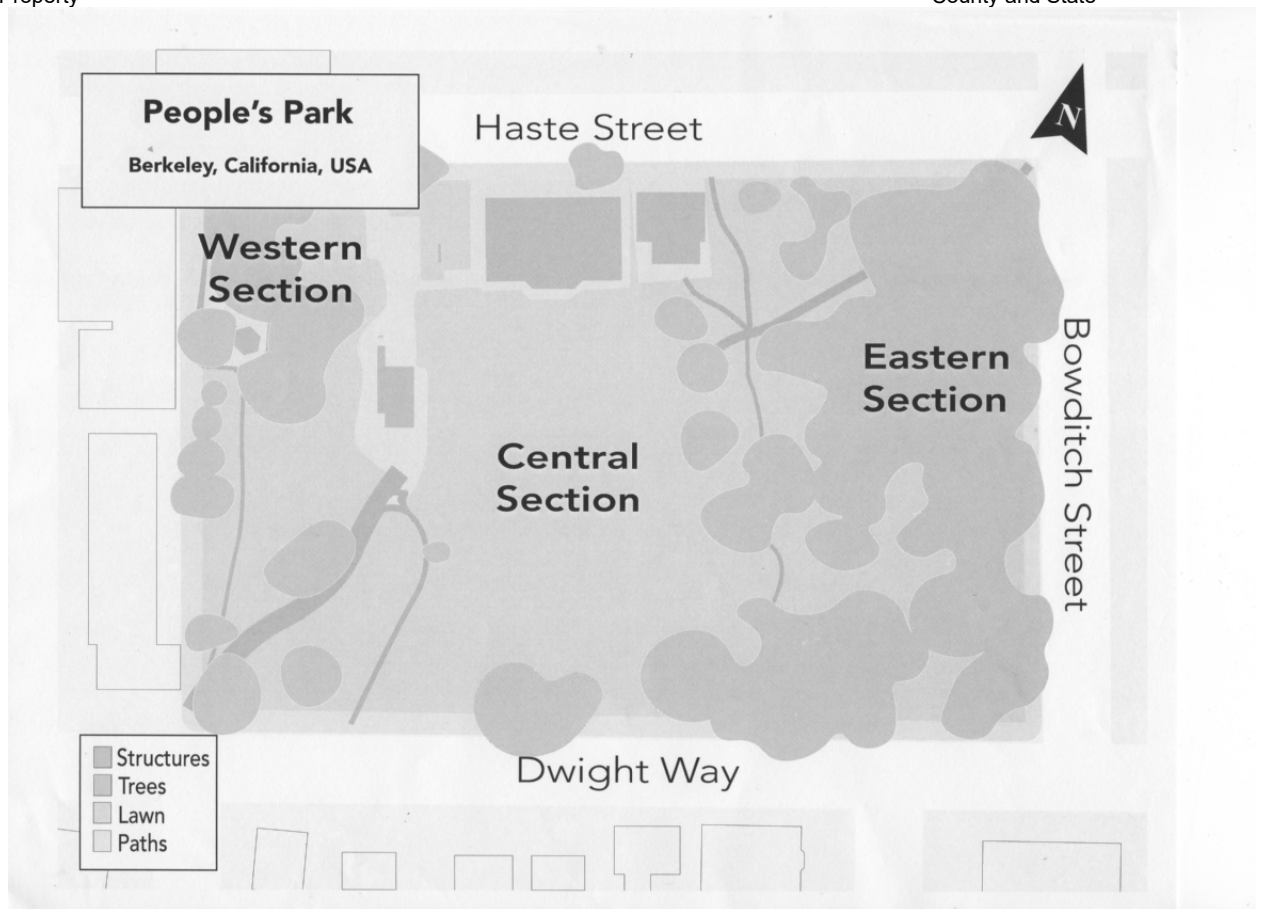 Property
County and State
People's Park
Berkeley, California, USA
Haste Street
N
Western
Section
Eastern
Section
Central
Section
Bowditch Street
Dwight Way
Structures
Trees
Lawn
Paths